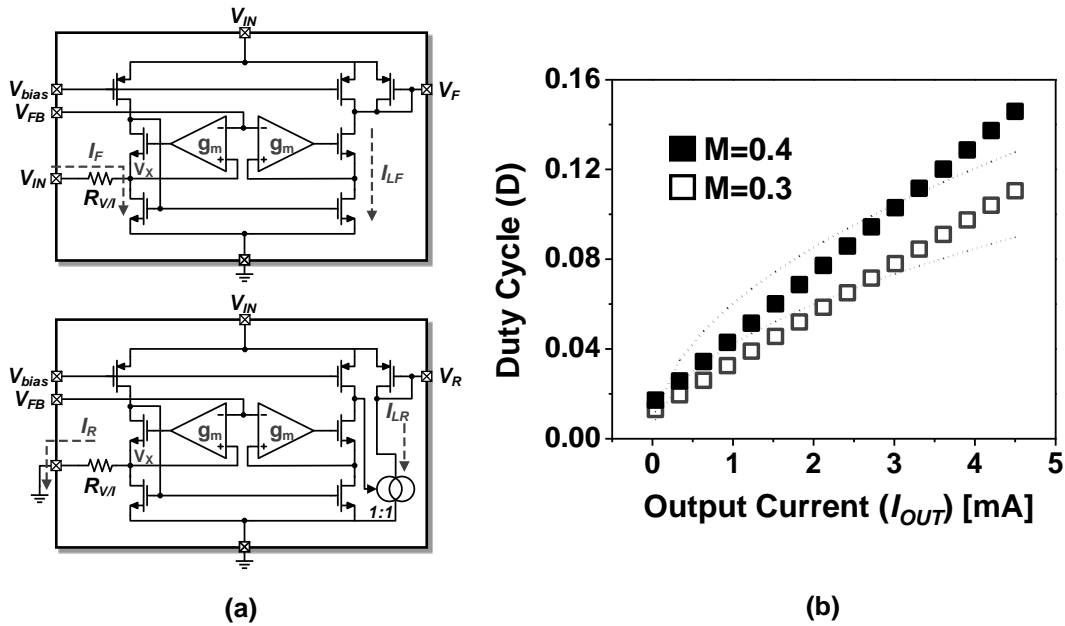 V_IN
V_bias
V_FB
V_F
g_m
g_m
− −
+ +
I_F
V_IN
V_X
R_V/I
I_LF
V_IN
V_bias
V_FB
V_R
g_m
g_m
− −
+ +
I_R
V_X
R_V/I
I_LR
1:1
(a)
0.16
0.12
0.08
0.04
0.00
Duty Cycle (D)
M=0.4
M=0.3
0 1 2 3 4 5
Output Current (I_OUT) [mA]
(b)